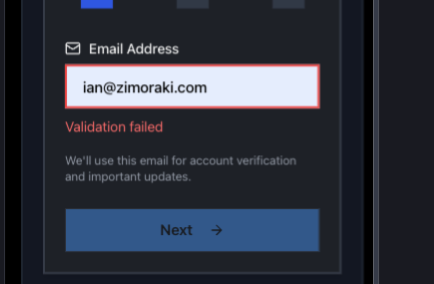 Email Address
ian@zimoraki.com
Validation failed
We'll use this email for account verification
and important updates.
Next →